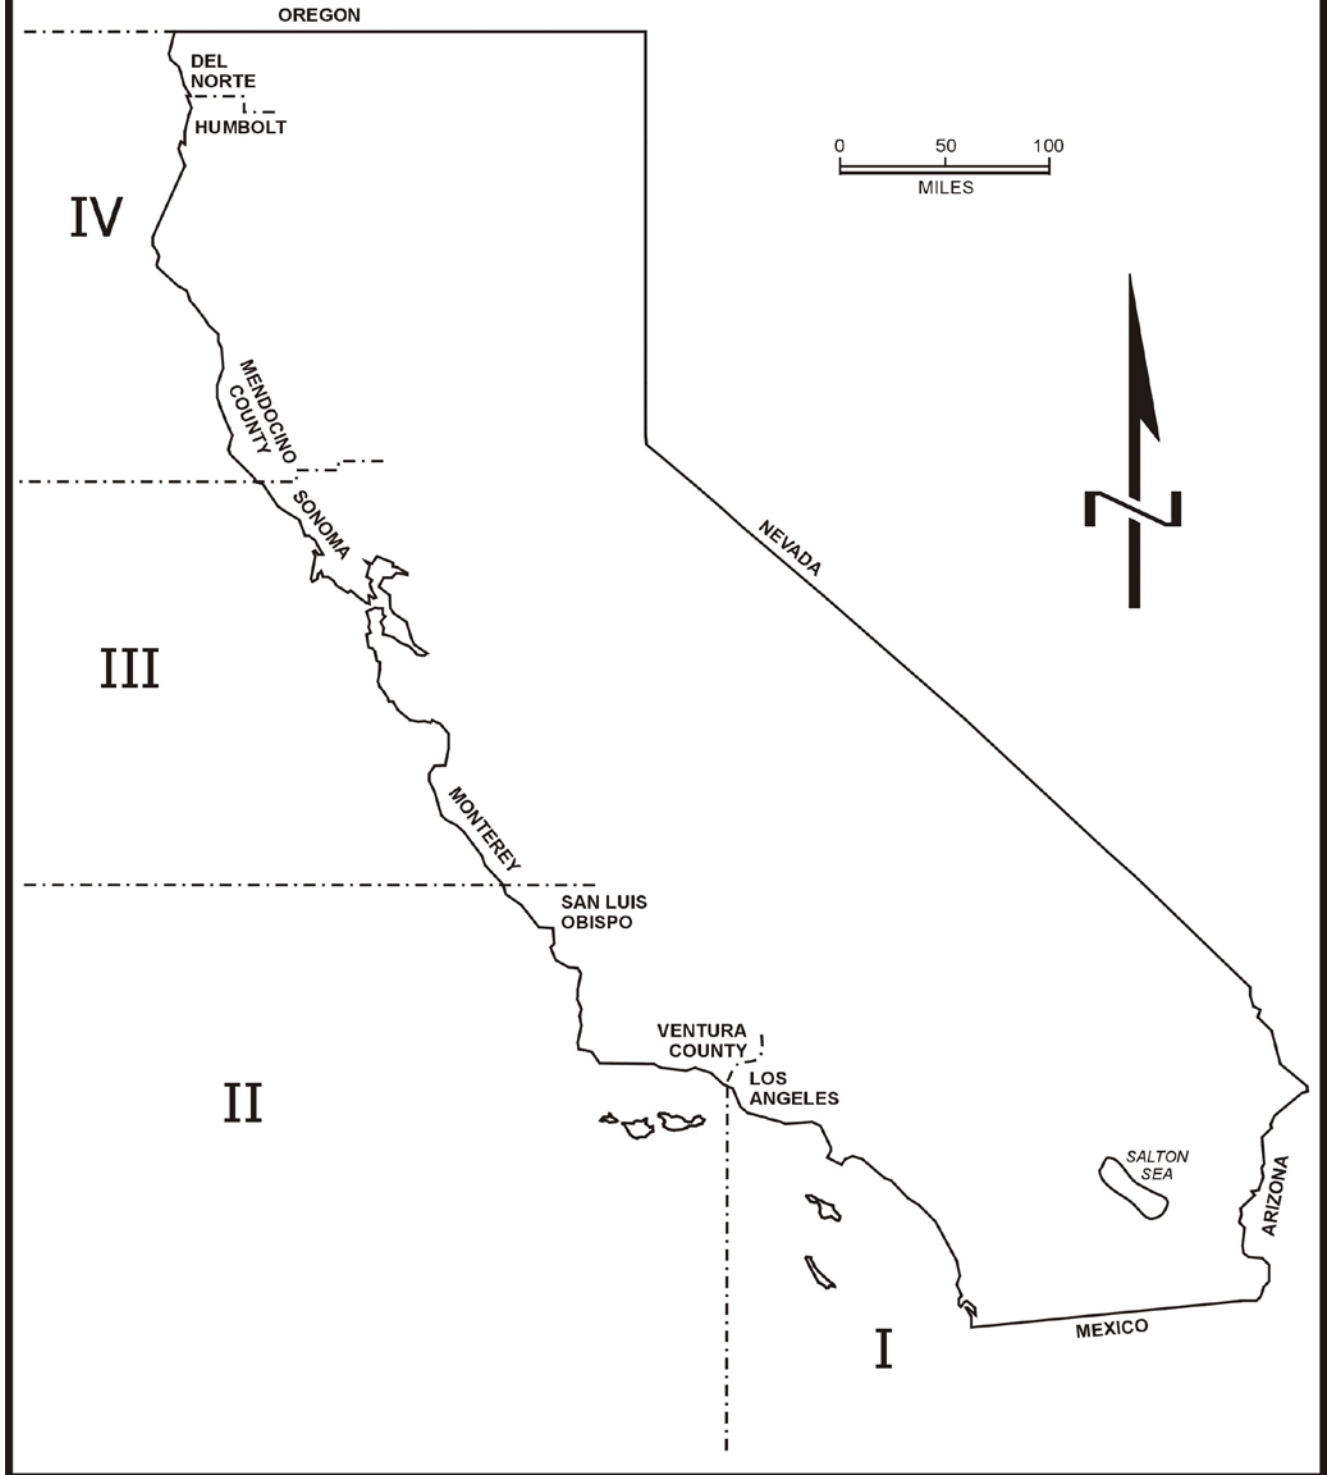 OREGON
DEL
NORTE
HUMBOLT
0 50 100
MILES
IV
MENDOCINO
COUNTY
SONOMA
NEVADA
III
MONTEREY
SAN LUIS
OBISPO
VENTURA
COUNTY
LOS
ANGELES
II
SALTON
SEA
ARIZONA
MEXICO
I
N